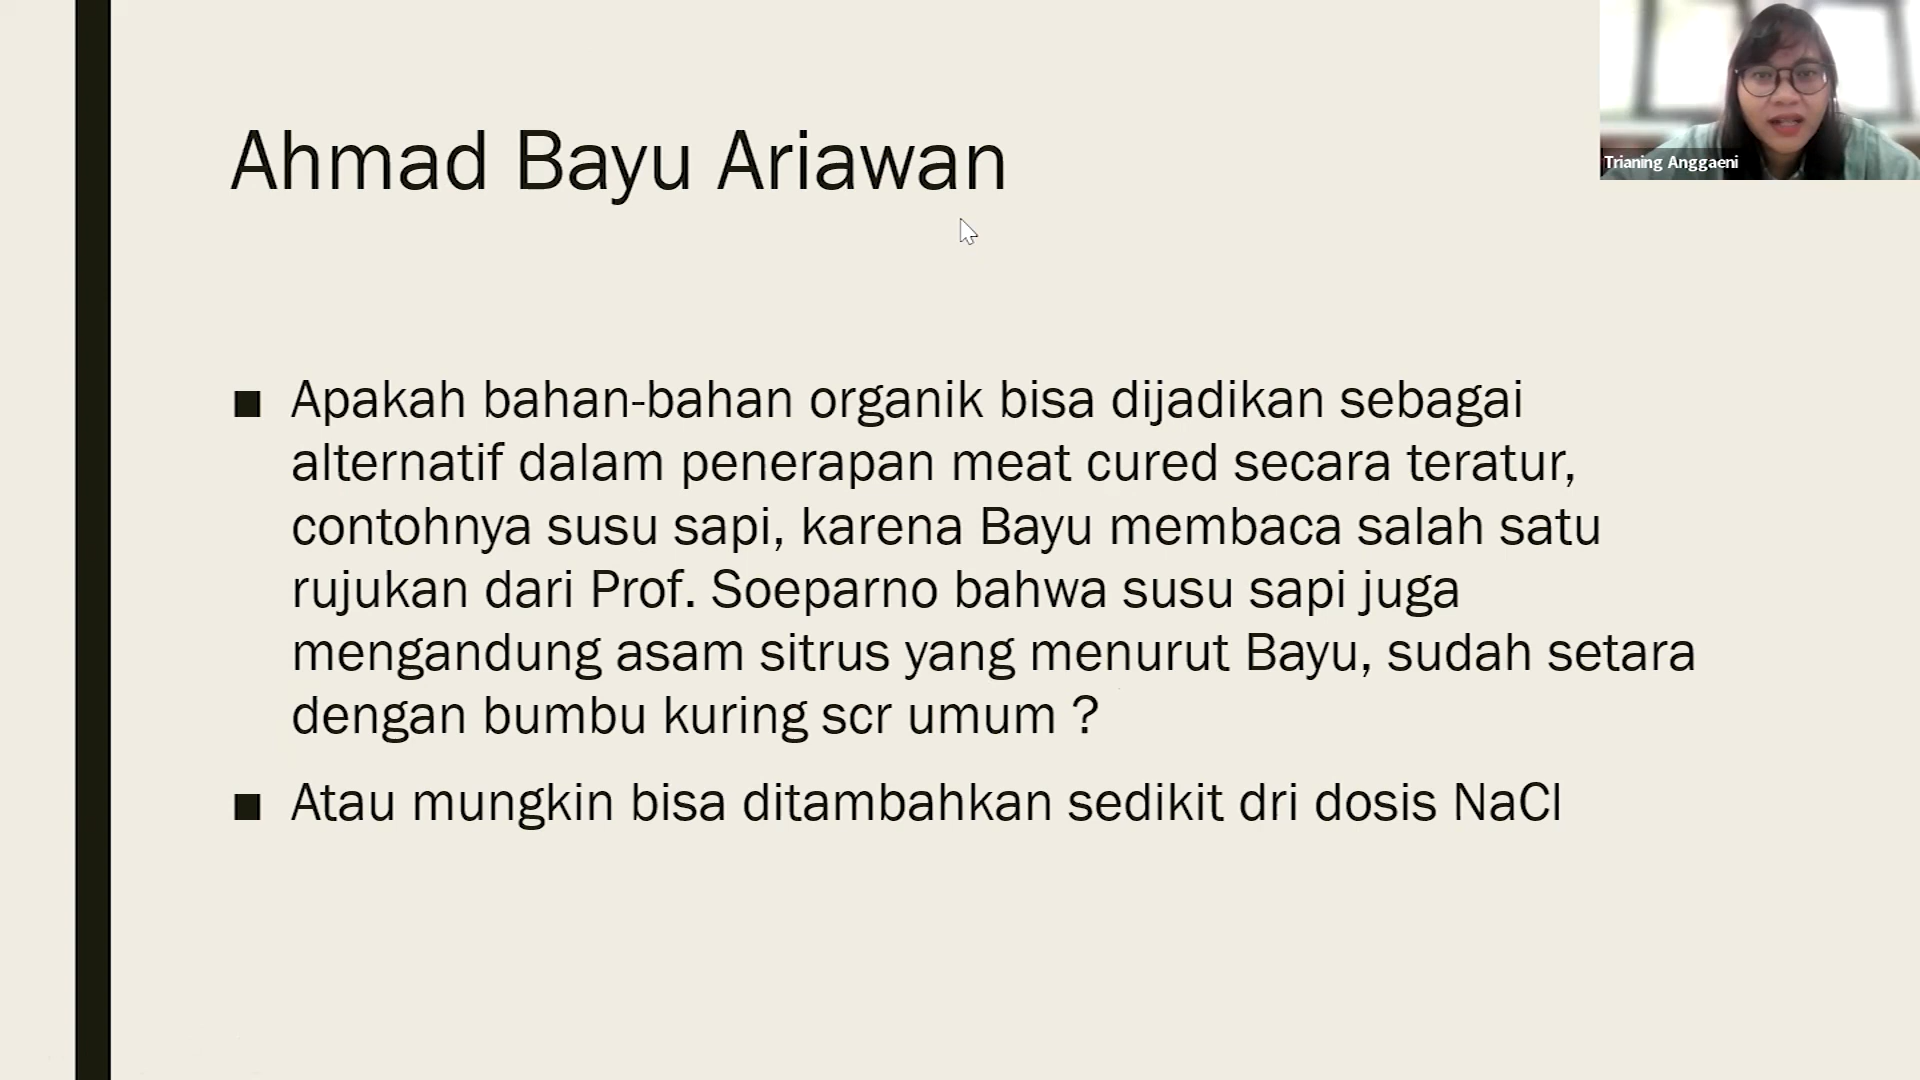 Ahmad Bayu Ariawan
Trianing Anggaeni
■ Apakah bahan-bahan organik bisa dijadikan sebagai
alternatif dalam penerapan meat cured secara teratur,
contohnya susu sapi, karena Bayu membaca salah satu
rujukan dari Prof. Soeparno bahwa susu sapi juga
mengandung asam sitrus yang menurut Bayu, sudah setara
dengan bumbu kuring scr umum ?
■ Atau mungkin bisa ditambahkan sedikit dri dosis NaCl